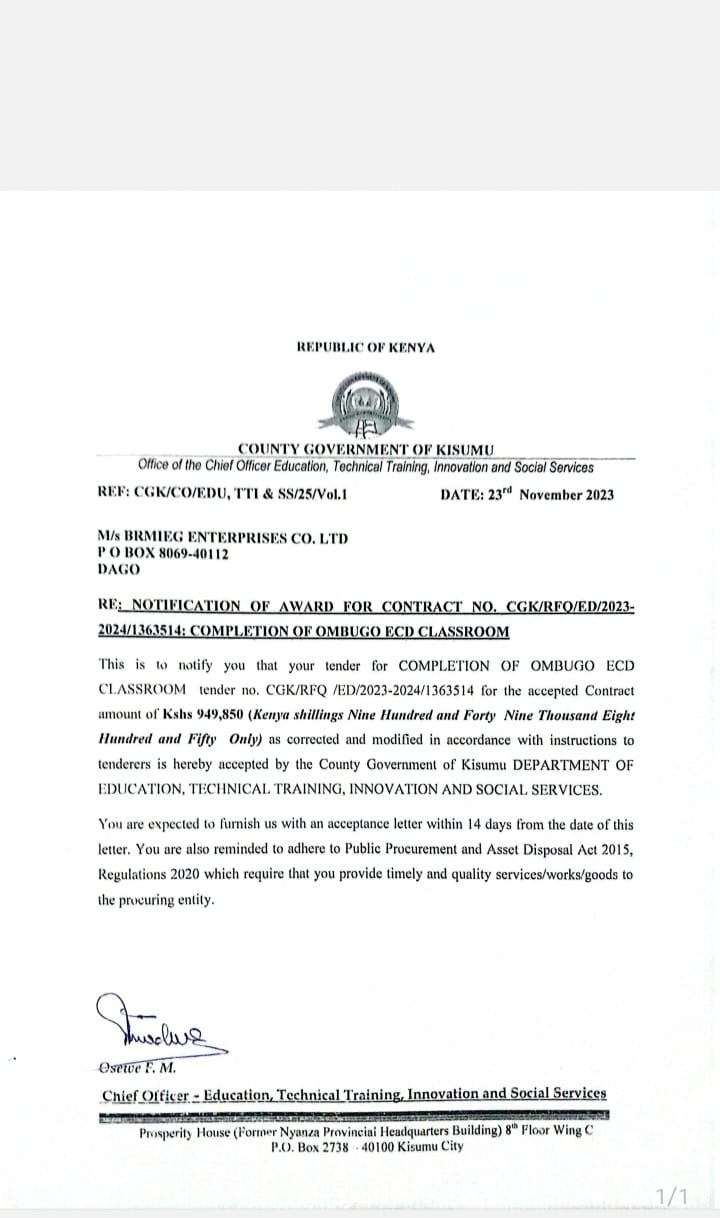 REPUBLIC OF KENYA
COUNTY GOVERNMENT OF KISUMU
Office of the Chief Officer Education, Technical Training, Innovation and Social Services
REF: CGK/CO/EDU, TTI & SS/25/Vol.1 DATE: 23rd November 2023
M/s BRMIEG ENTERPRISES CO. LTD
P O BOX 8069-40112
DAGO
RE: NOTIFICATION OF AWARD FOR CONTRACT NO. CGK/RFQ/ED/2023-
2024/1363514: COMPLETION OF OMBUGO ECD CLASSROOM
This is to notify you that your tender for COMPLETION OF OMBUGO ECD
CLASSROOM tender no. CGK/RFQ /ED/2023-2024/1363514 for the accepted Contract
amount of Kshs 949,850 (Kenya shillings Nine Hundred and Forty Nine Thousand Eight
Hundred and Fifty Only) as corrected and modified in accordance with instructions to
tenderers is hereby accepted by the County Government of Kisumu DEPARTMENT OF
EDUCATION, TECHNICAL TRAINING, INNOVATION AND SOCIAL SERVICES.
You are expected to furnish us with an acceptance letter within 14 days from the date of this
letter. You are also reminded to adhere to Public Procurement and Asset Disposal Act 2015,
Regulations 2020 which require that you provide timely and quality services/works/goods to
the procuring entity.
Osewe F. M.
Chief Officer - Education, Technical Training, Innovation and Social Services
Prosperity House (Former Nyanza Provincial Headquarters Building) 8th Floor Wing C
P.O. Box 2738 - 40100 Kisumu City
1/1